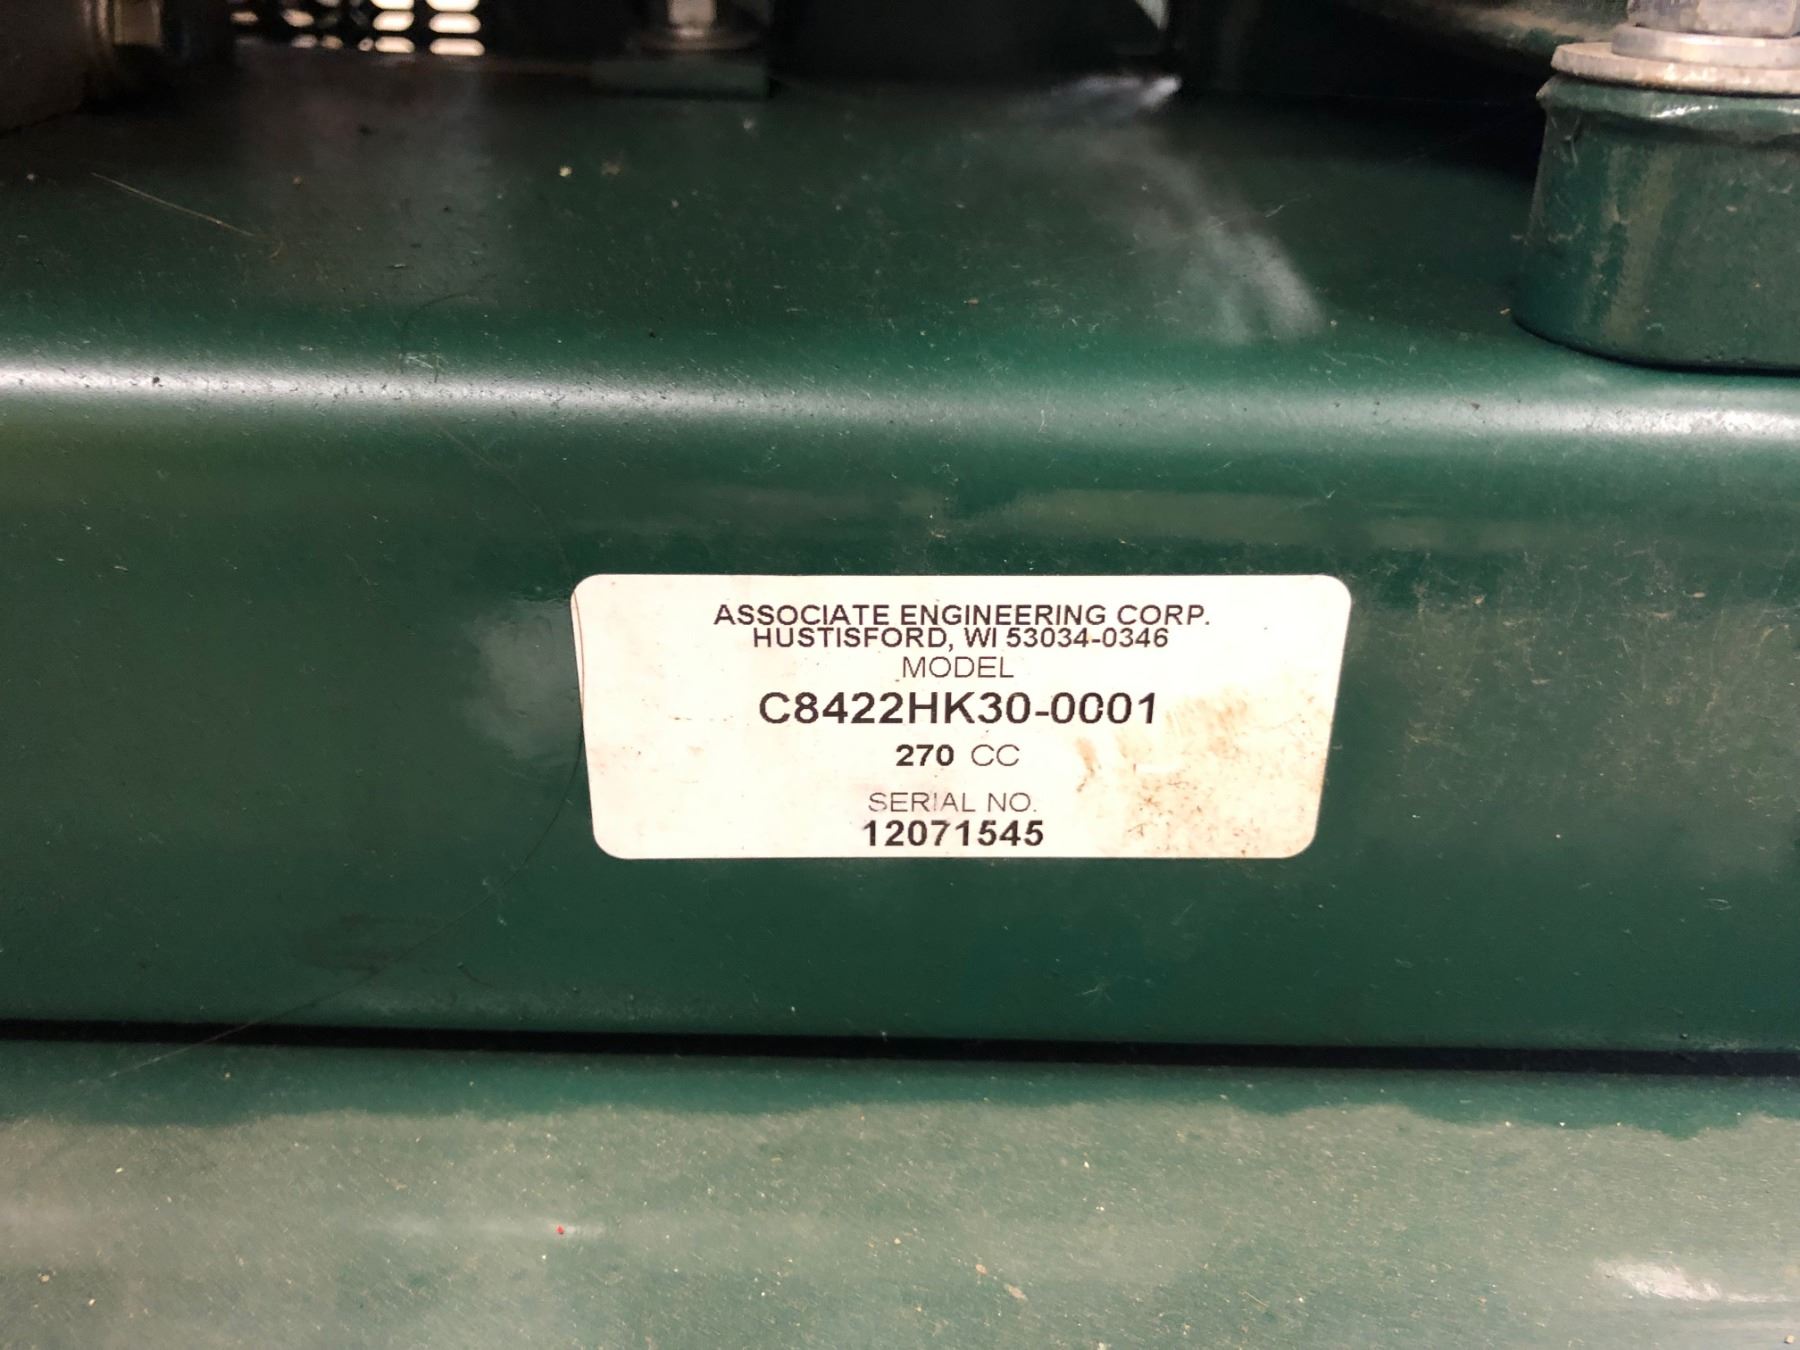 ASSOCIATE ENGINEERING CORP.
HUSTISFORD, WI 53034-0346
MODEL
C8422HK30-0001
270 CC
SERIAL NO.
12071545